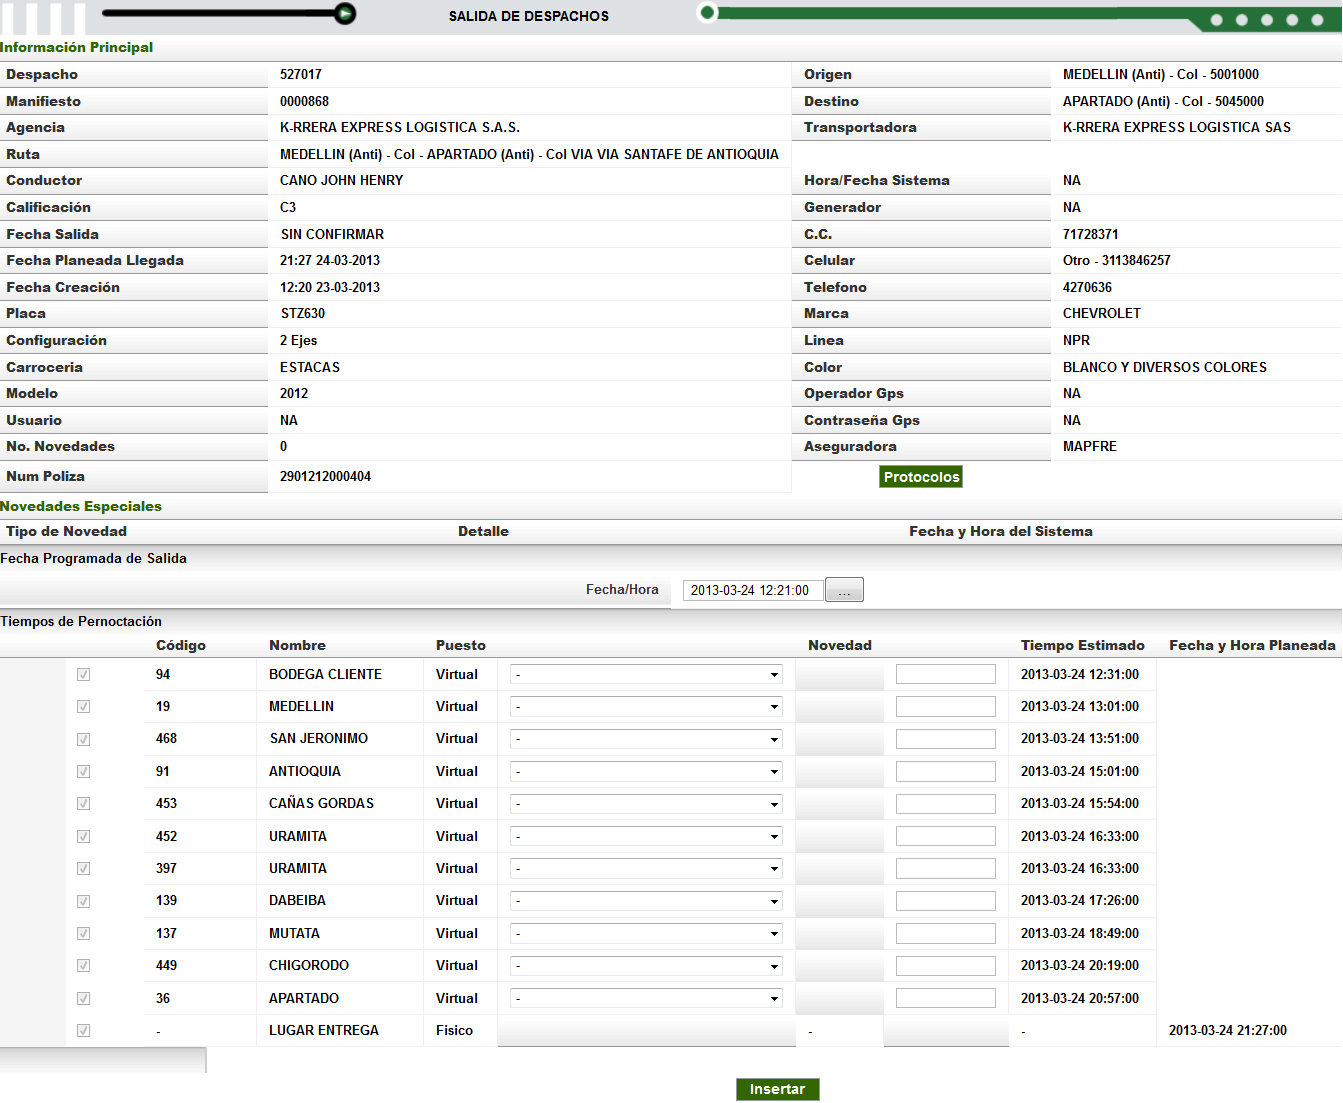 SALIDA DE DESPACHOS
Información Principal
Despacho 527017 Origen MEDELLIN (Anti) - Col - 5001000
Manifiesto 0000868 Destino APARTADO (Anti) - Col - 5045000
Agencia K-RRERA EXPRESS LOGISTICA S.A.S. Transportadora K-RRERA EXPRESS LOGISTICA SAS
Ruta MEDELLIN (Anti) - Col - APARTADO (Anti) - Col VIA VIA SANTAFE DE ANTIOQUIA
Conductor CANO JOHN HENRY Hora/Fecha Sistema NA
Calificación C3 Generador NA
Fecha Salida SIN CONFIRMAR C.C. 71728371
Fecha Planeada Llegada 21:27 24-03-2013 Celular Otro - 3113846257
Fecha Creación 12:20 23-03-2013 Telefono 4270636
Placa STZ630 Marca CHEVROLET
Configuración 2 Ejes Linea NPR
Carroceria ESTACAS Color BLANCO Y DIVERSOS COLORES
Modelo 2012 Operador Gps NA
Usuario NA Contraseña Gps NA
No. Novedades 0 Aseguradora MAPFRE
Num Poliza 2901212000404 Protocolos
Novedades Especiales
Tipo de Novedad Detalle Fecha y Hora del Sistema
Fecha Programada de Salida
Fecha/Hora 2013-03-24 12:21:00 ...
Tiempos de Pernoctación
Código Nombre Puesto Novedad Tiempo Estimado Fecha y Hora Planeada
94 BODEGA CLIENTE Virtual - 2013-03-24 12:31:00
19 MEDELLIN Virtual - 2013-03-24 13:01:00
468 SAN JERONIMO Virtual - 2013-03-24 13:51:00
91 ANTIOQUIA Virtual - 2013-03-24 15:01:00
453 CAÑAS GORDAS Virtual - 2013-03-24 15:54:00
452 URAMITA Virtual - 2013-03-24 16:33:00
397 URAMITA Virtual - 2013-03-24 16:33:00
139 DABEIBA Virtual - 2013-03-24 17:26:00
137 MUTATA Virtual - 2013-03-24 18:49:00
449 CHIGORODO Virtual - 2013-03-24 20:19:00
36 APARTADO Virtual - 2013-03-24 20:57:00
- LUGAR ENTREGA Fisico - - 2013-03-24 21:27:00
Insertar